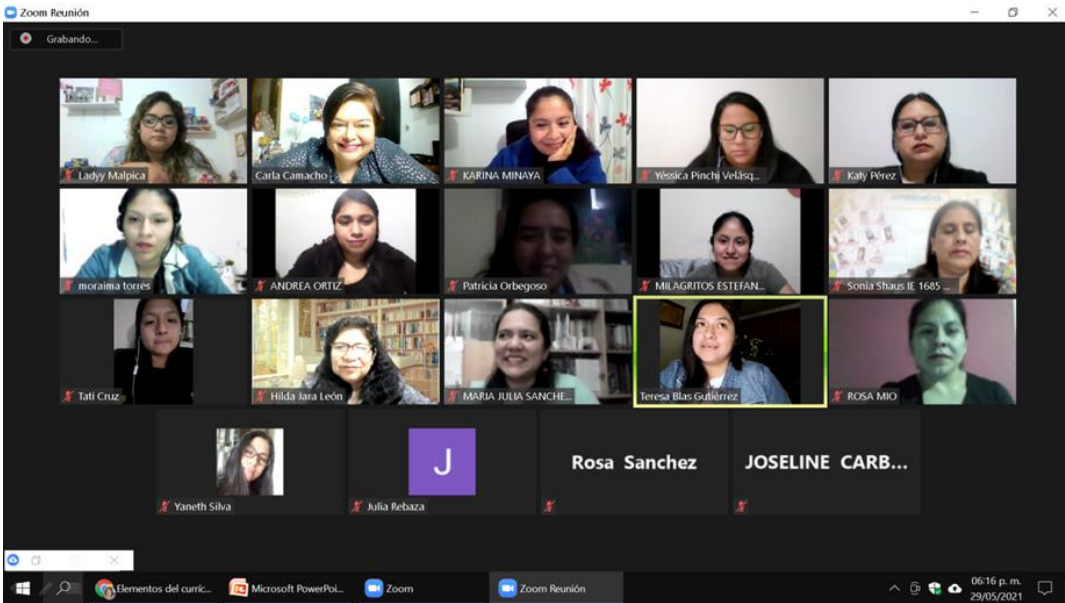 Zoom Reunión
Grabando...
Ladyy Malpica
Carla Camacho
KARINA MINAYA
Yéssica Pinchi Velásq...
Katy Pérez
moraima torres
ANDREA ORTIZ
Patricia Orbegoso
MILAGRITOS ESTEFAN...
Sonia Shaus IE 1685 ...
Tati Cruz
Hilda Jara León
MARIA JULIA SANCHE...
Teresa Blas Gutiérrez
ROSA MIO
J
Rosa Sanchez
JOSELINE CARB...
Yaneth Silva
Julia Rebaza
Elementos del curríc...
Microsoft PowerPoi...
Zoom
Zoom Reunión
06:16 p. m.
29/05/2021